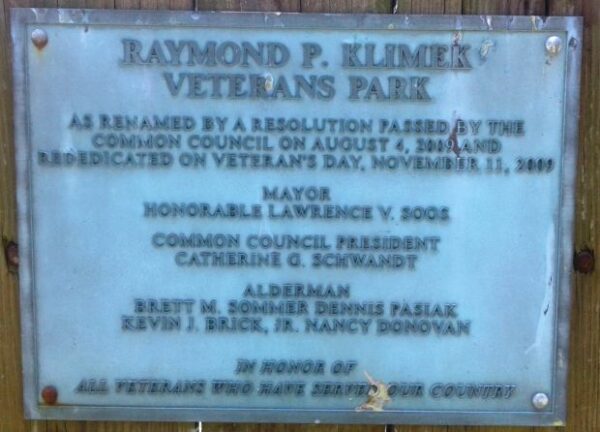 RAYMOND P. KLIMEK
VETERANS PARK
AS RENAMED BY A RESOLUTION PASSED BY THE
COMMON COUNCIL ON AUGUST 4, 2009 AND
REDEDICATED ON VETERAN'S DAY, NOVEMBER 11, 2009
MAYOR
HONORABLE LAWRENCE V. SOOS
COMMON COUNCIL PRESIDENT
CATHERINE G. SCHWANDT
ALDERMAN
BRETT M. SOMMER DENNIS PASIAK
KEVIN J. BRICK, JR. NANCY DONOVAN
IN HONOR OF
ALL VETERANS WHO HAVE SERVED OUR COUNTRY